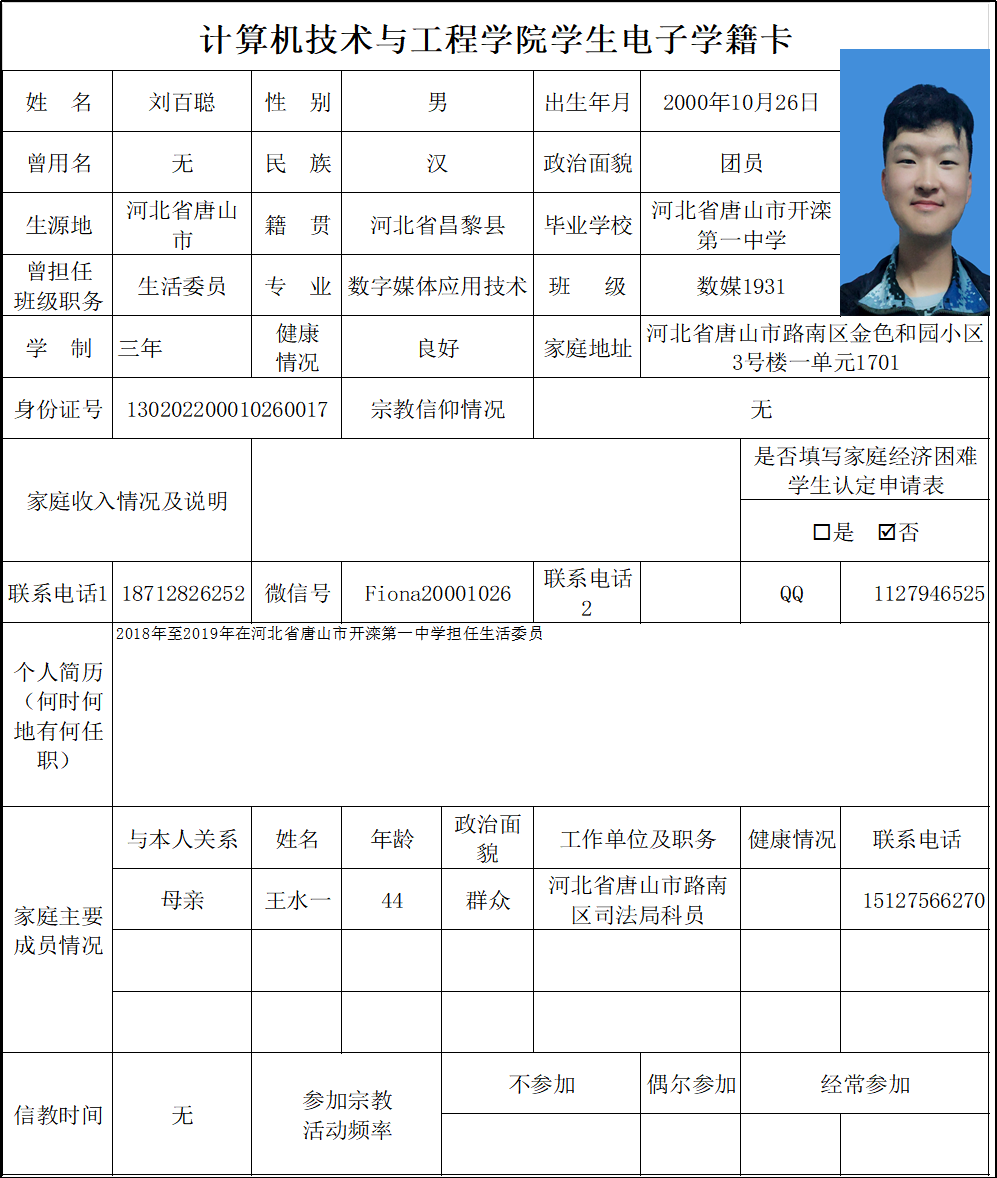 计算机技术与工程学院学生电子学籍卡
姓 名 刘百聪 性 别 男 出生年月 2000年10月26日
曾用名 无 民 族 汉 政治面貌 团员
生源地 河北省唐山
市 籍 贯 河北省昌黎县 毕业学校 河北省唐山市开滦
第一中学
曾担任
班级职务 生活委员 专 业 数字媒体应用技术 班 级 数媒1931
学 制 三年 健康
情况 良好 家庭地址 河北省唐山市路南区金色和园小区
3号楼一单元1701
身份证号 130202200010260017 宗教信仰情况 无
家庭收入情况及说明 是否填写家庭经济困难
学生认定申请表
☐是 ☑否
联系电话1 18712826252 微信号 Fiona20001026 联系电话
2 QQ 1127946525
个人简历
（何时何
地有何任
职） 2018年至2019年在河北省唐山市开滦第一中学担任生活委员
家庭主要
成员情况 与本人关系 姓名 年龄 政治面
貌 工作单位及职务 健康情况 联系电话
母亲 王水一 44 群众 河北省唐山市路南
区司法局科员 15127566270
信教时间 无 参加宗教
活动频率 不参加 偶尔参加 经常参加